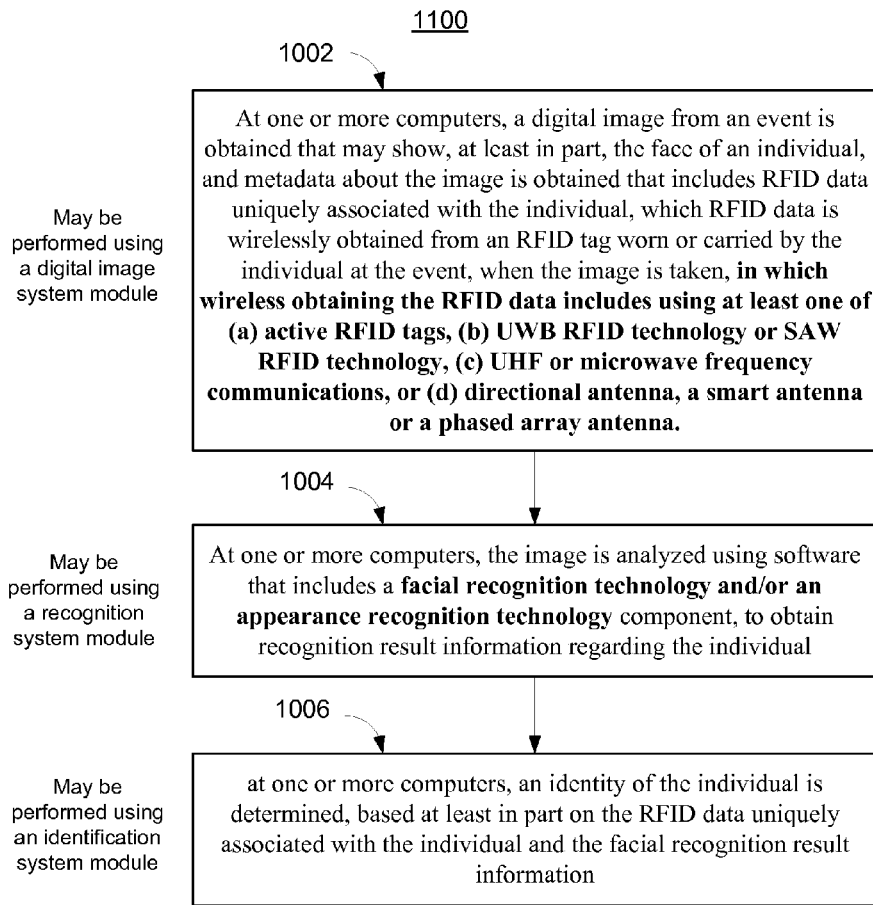 1100
1002
At one or more computers, a digital image from an event is
obtained that may show, at least in part, the face of an individual,
and metadata about the image is obtained that includes RFID data
uniquely associated with the individual, which RFID data is
wirelessly obtained from an RFID tag worn or carried by the
individual at the event, when the image is taken, in which
wireless obtaining the RFID data includes using at least one of
(a) active RFID tags, (b) UWB RFID technology or SAW
RFID technology, (c) UHF or microwave frequency
communications, or (d) directional antenna, a smart antenna
or a phased array antenna.
May be
performed using
a digital image
system module
1004
At one or more computers, the image is analyzed using software
that includes a facial recognition technology and/or an
appearance recognition technology component, to obtain
recognition result information regarding the individual
May be
performed using
a recognition
system module
1006
at one or more computers, an identity of the individual is
determined, based at least in part on the RFID data uniquely
associated with the individual and the facial recognition result
information
May be
performed using
an identification
system module